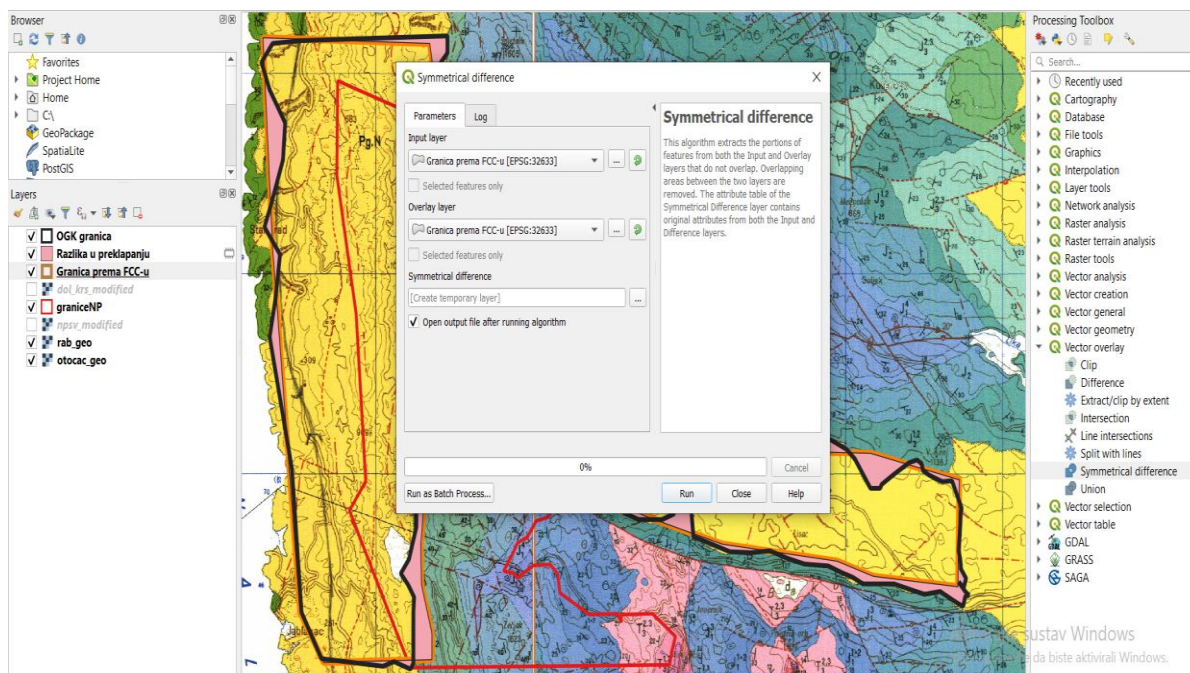 Browser
Favorites
Project Home
Home
C:\
GeoPackage
SpatiaLite
PostGIS
Layers
OGK granica
Razlika u preklapanju
Granica prema FCC-u
dol_krs_modified
graniceNP
npsv_modified
rab_geo
otocac_geo
Pg.N
Symmetrical difference
Parameters
Log
Input layer
Granica prema FCC-u [EPSG:32633]
...
Selected features only
Overlay layer
Granica prema FCC-u [EPSG:32633]
...
Selected features only
Symmetrical difference
[Create temporary layer]
...
Open output file after running algorithm
Symmetrical difference
This algorithm extracts the portions of
features from both the Input and Overlay
layers that do not overlap. Overlapping
areas between the two layers are
removed. The attribute table of the
Symmetrical Difference layer contains
original attributes from both the Input and
Difference layers.
0%
Cancel
Run as Batch Process...
Run
Close
Help
Processing Toolbox
Search...
Recently used
Cartography
Database
File tools
Graphics
Interpolation
Layer tools
Network analysis
Raster analysis
Raster terrain analysis
Raster tools
Vector analysis
Vector creation
Vector general
Vector geometry
Vector overlay
Clip
Difference
Extract/clip by extent
Intersection
Line intersections
Split with lines
Symmetrical difference
Union
Vector selection
Vector table
GDAL
GRASS
SAGA
sustav Windows
da biste aktivirali Windows.